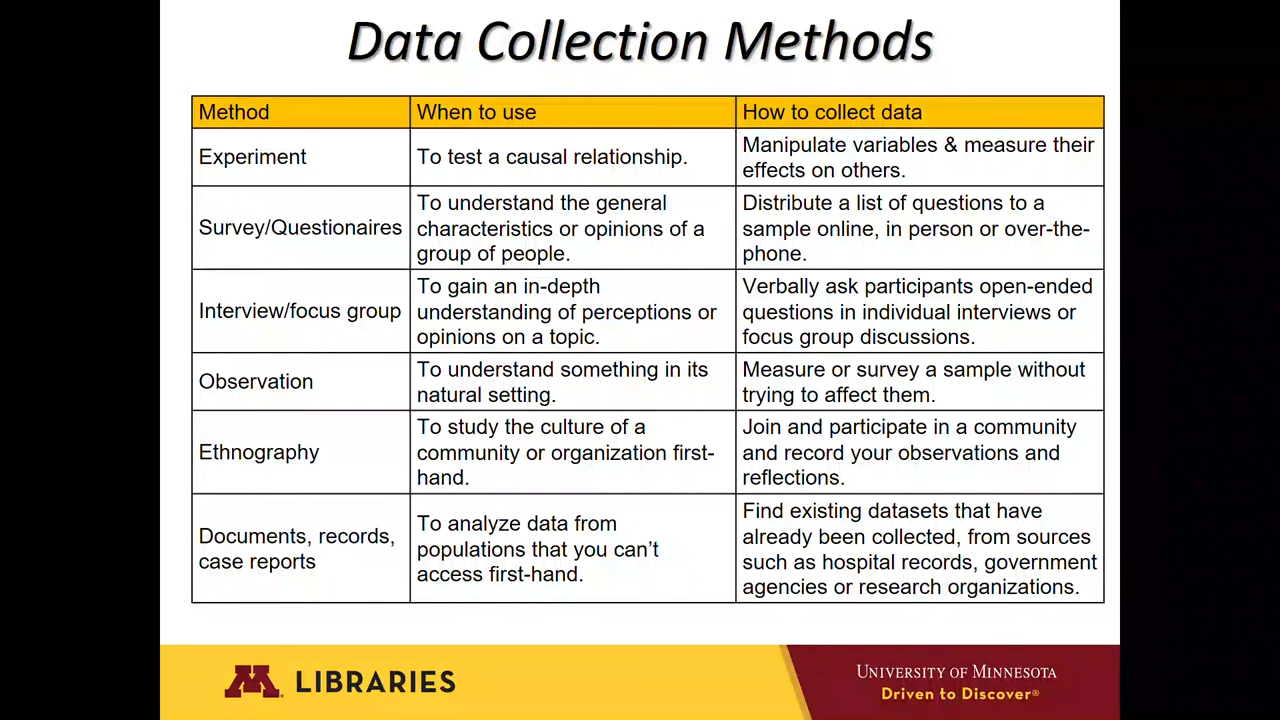 Data Collection Methods
Method
When to use
How to collect data
Experiment
To test a causal relationship.
Manipulate variables & measure their
effects on others.
Survey/Questionaires
To understand the general
characteristics or opinions of a
group of people.
Distribute a list of questions to a
sample online, in person or over-the-
phone.
Interview/focus group
To gain an in-depth
understanding of perceptions or
opinions on a topic.
Verbally ask participants open-ended
questions in individual interviews or
focus group discussions.
Observation
To understand something in its
natural setting.
Measure or survey a sample without
trying to affect them.
Ethnography
To study the culture of a
community or organization first-
hand.
Join and participate in a community
and record your observations and
reflections.
Documents, records,
case reports
To analyze data from
populations that you can’t
access first-hand.
Find existing datasets that have
already been collected, from sources
such as hospital records, government
agencies or research organizations.
M LIBRARIES
UNIVERSITY OF MINNESOTA
Driven to Discover®